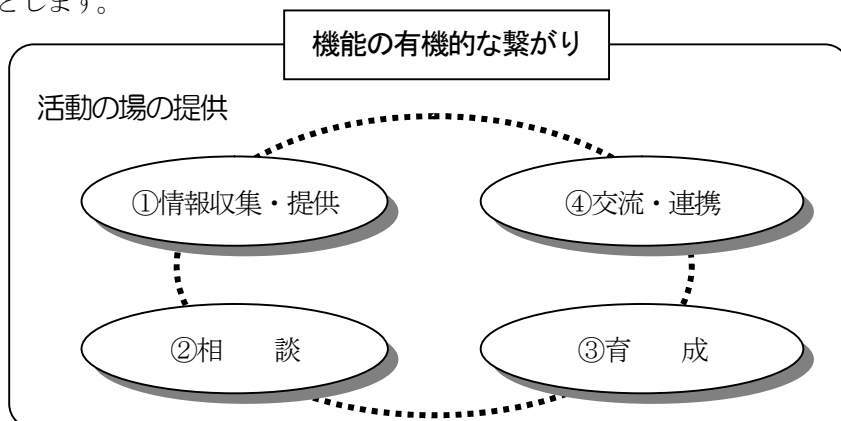 とします。
機能の有機的な繋がり
活動の場の提供
①情報収集・提供
④交流・連携
②相　　談
③育　　成